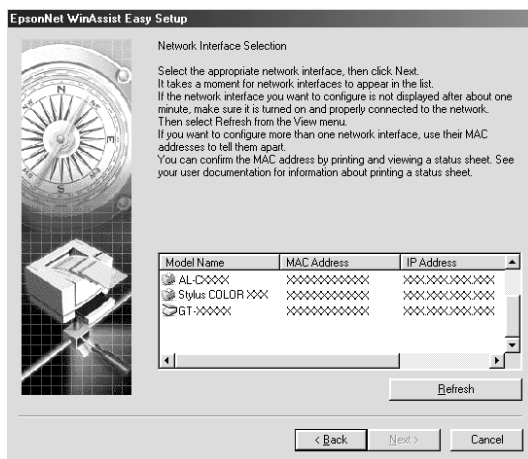 EpsonNet WinAssist Easy Setup
Network Interface Selection
Select the appropriate network interface, then click Next.
It takes a moment for network interfaces to appear in the list.
If the network interface you want to configure is not displayed after about one
minute, make sure it is turned on and properly connected to the network.
Then select Refresh from the View menu.
If you want to configure more than one network interface, use their MAC
addresses to tell them apart.
You can confirm the MAC address by printing and viewing a status sheet. See
your user documentation for information about printing a status sheet.
Model Name MAC Address IP Address
AL-CXXXX XXXXXXXXXXXX XXX.XXX.XXX.XXX
Stylus COLOR XXX XXXXXXXXXXXX XXX.XXX.XXX.XXX
GT-XXXXX XXXXXXXXXXXX XXX.XXX.XXX.XXX
Refresh
< Back Next > Cancel